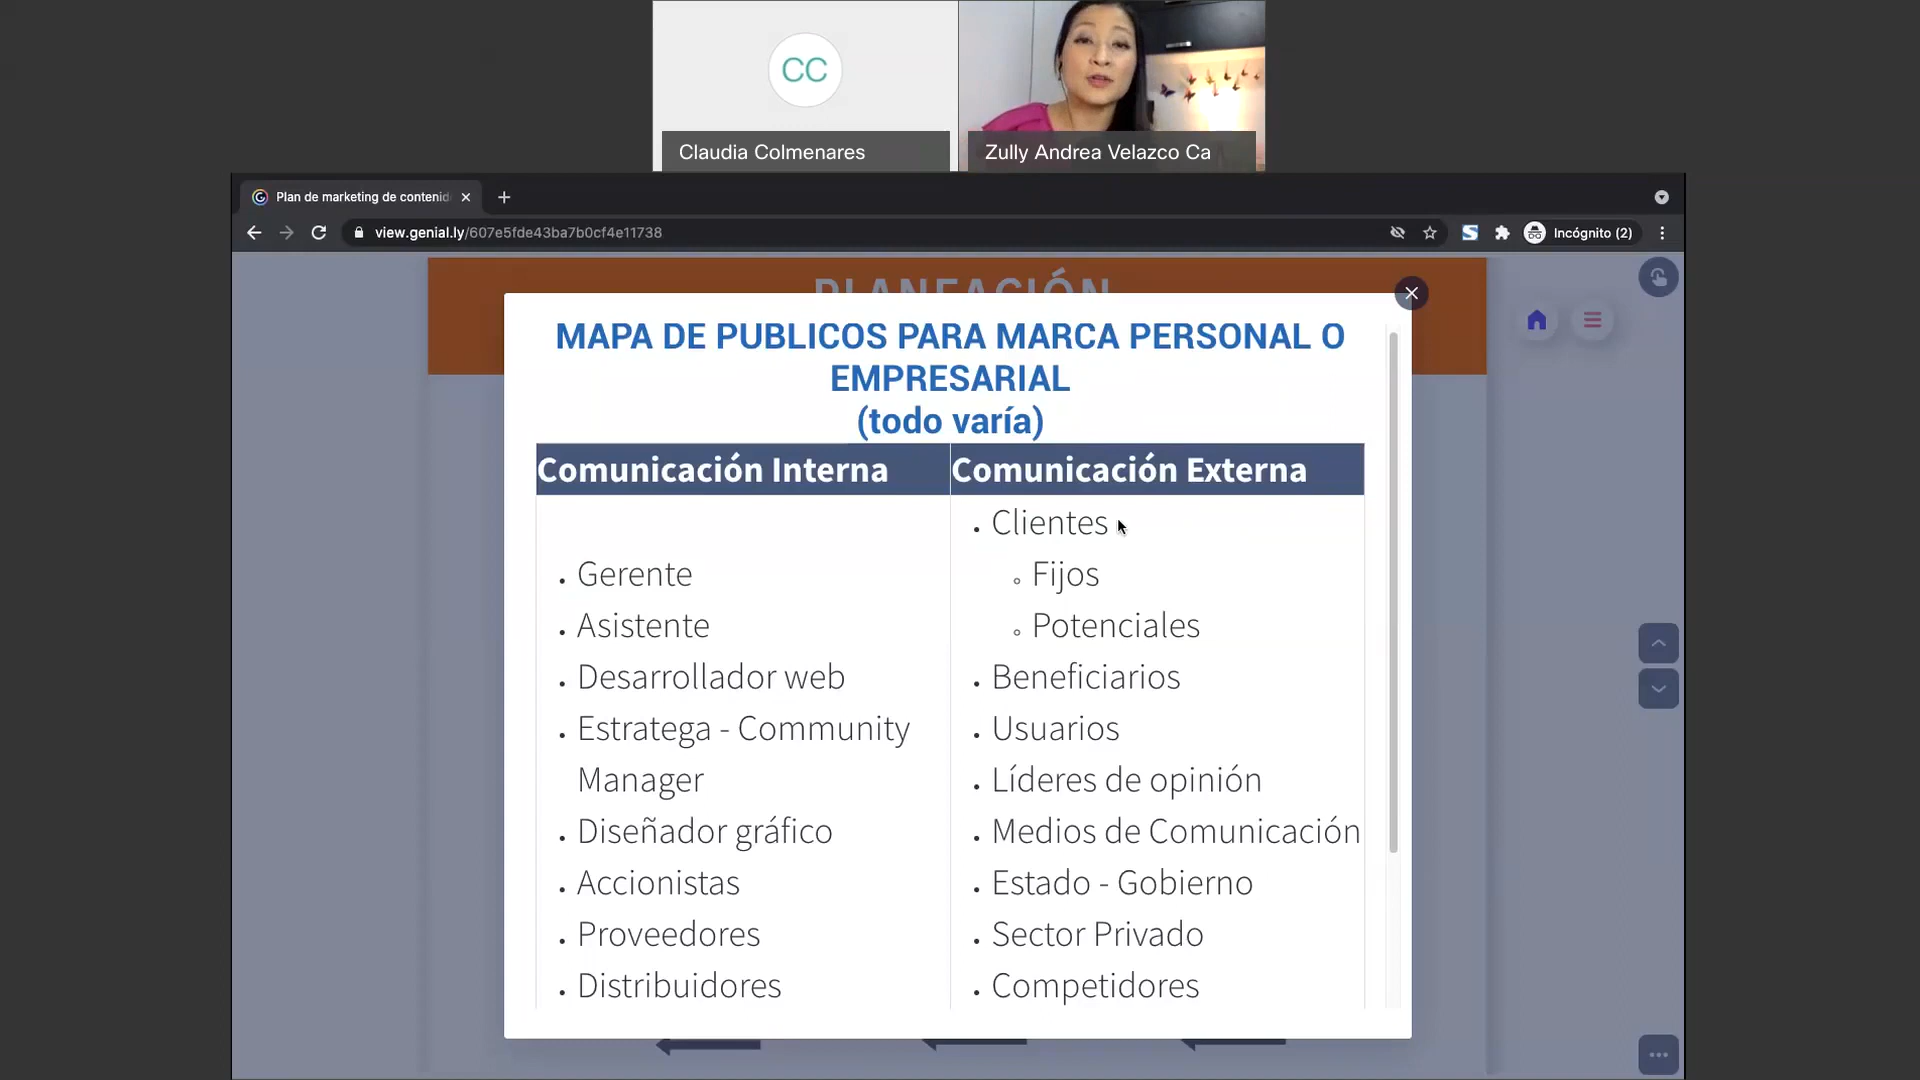 CC
Claudia Colmenares
Zully Andrea Velazco Ca
Plan de marketing de contenid
view.genial.ly/607e5fde43ba7b0cf4e11738
Incógnito (2)
PLANEACIÓN
MAPA DE PUBLICOS PARA MARCA PERSONAL O
EMPRESARIAL
(todo varía)
Comunicación Interna
Gerente
Asistente
Desarrollador web
Estratega - Community
Manager
Diseñador gráfico
Accionistas
Proveedores
Distribuidores
Comunicación Externa
Clientes
Fijos
Potenciales
Beneficiarios
Usuarios
Líderes de opinión
Medios de Comunicación
Estado - Gobierno
Sector Privado
Competidores